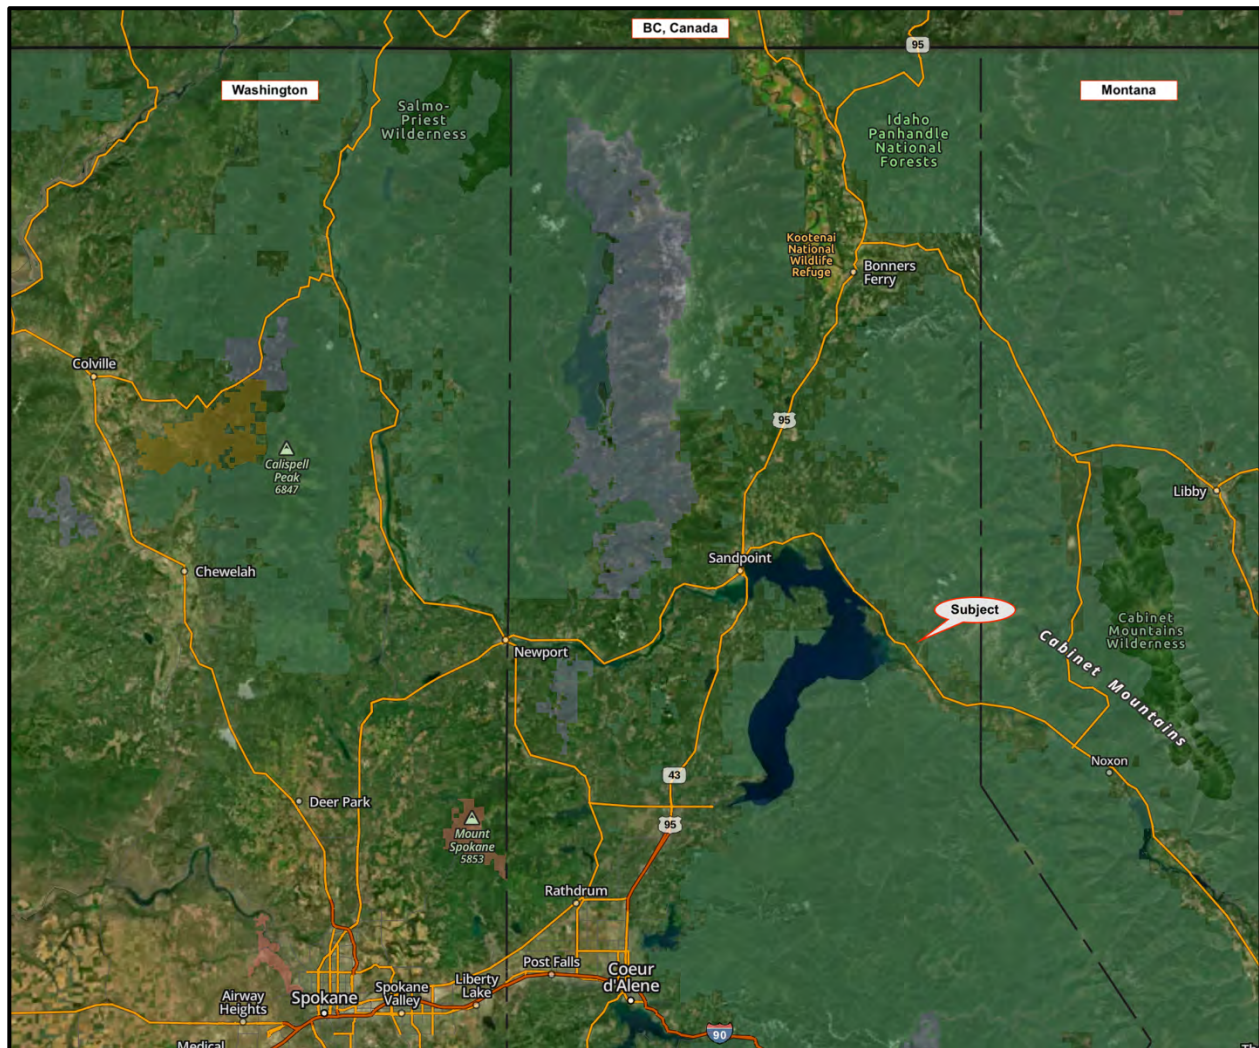 BC, Canada
95
Washington
Montana
Salmo-
Priest
Wilderness
Idaho
Panhandle
National
Forests
Kootenai
National
Wildlife
Refuge
Bonners
Ferry
Colville
95
Calispell
Peak
6847
Libby
Sandpoint
Chewelah
Subject
Cabinet
Mountains
Wilderness
Newport
Cabinet Mountains
Noxon
43
Deer Park
95
Mount
Spokane
5853
Rathdrum
Post Falls
Coeur
d'Alene
Liberty
Lake
Spokane
Valley
Airway
Heights
Spokane
90
Medical